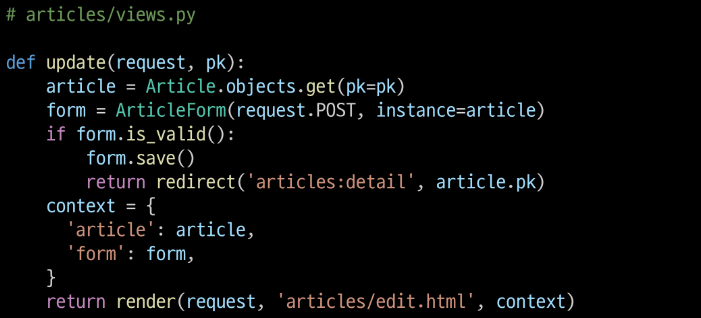 # articles/views.py
def update(request, pk):
    article = Article.objects.get(pk=pk)
    form = ArticleForm(request.POST, instance=article)
    if form.is_valid():
        form.save()
        return redirect('articles:detail', article.pk)
    context = {
      'article': article,
      'form': form,
    }
    return render(request, 'articles/edit.html', context)